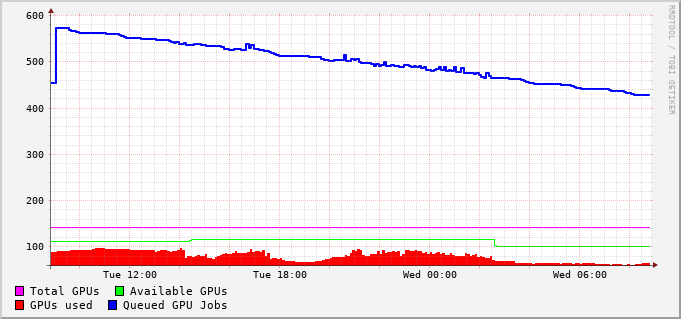 600
500
400
300
200
100
Tue 12:00 Tue 18:00 Wed 00:00 Wed 06:00
Total GPUs Available GPUs
GPUs used Queued GPU Jobs
RRDTOOL / TOBI OETIKER